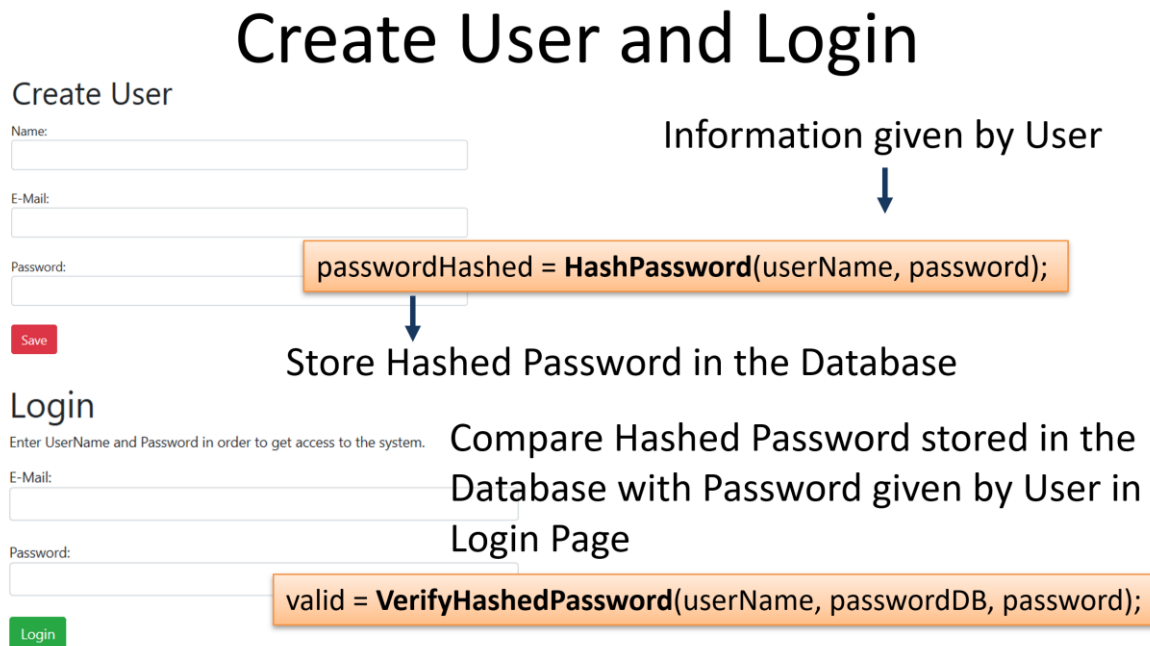 Create User and Login
Create User
Name:
Information given by User
E-Mail:
Password:
passwordHashed = HashPassword(userName, password);
Save
Store Hashed Password in the Database
Login
Enter UserName and Password in order to get access to the system.
E-Mail:
Compare Hashed Password stored in the
Database with Password given by User in
Login Page
Password:
valid = VerifyHashedPassword(userName, passwordDB, password);
Login